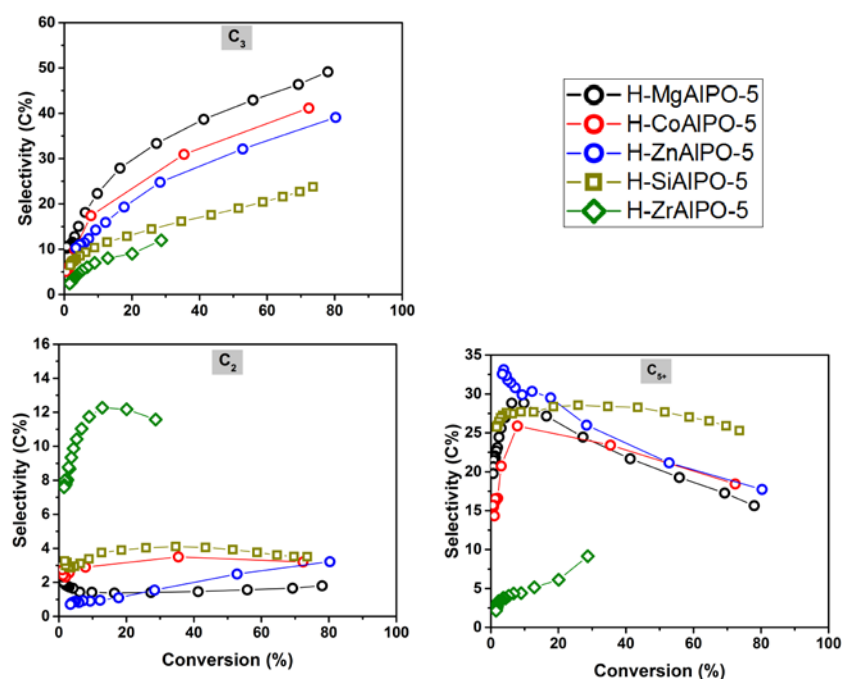 C₃
Selectivity (C%)
60
50
40
30
20
10
0
0 20 40 60 80 100
H-MgAlPO-5
H-CoAlPO-5
H-ZnAlPO-5
H-SiAlPO-5
H-ZrAlPO-5
C₂
Selectivity (C%)
16
14
12
10
8
6
4
2
0
0 20 40 60 80 100
Conversion (%)
C₅₊
Selectivity (C%)
35
30
25
20
15
10
5
0
0 20 40 60 80 100
Conversion (%)